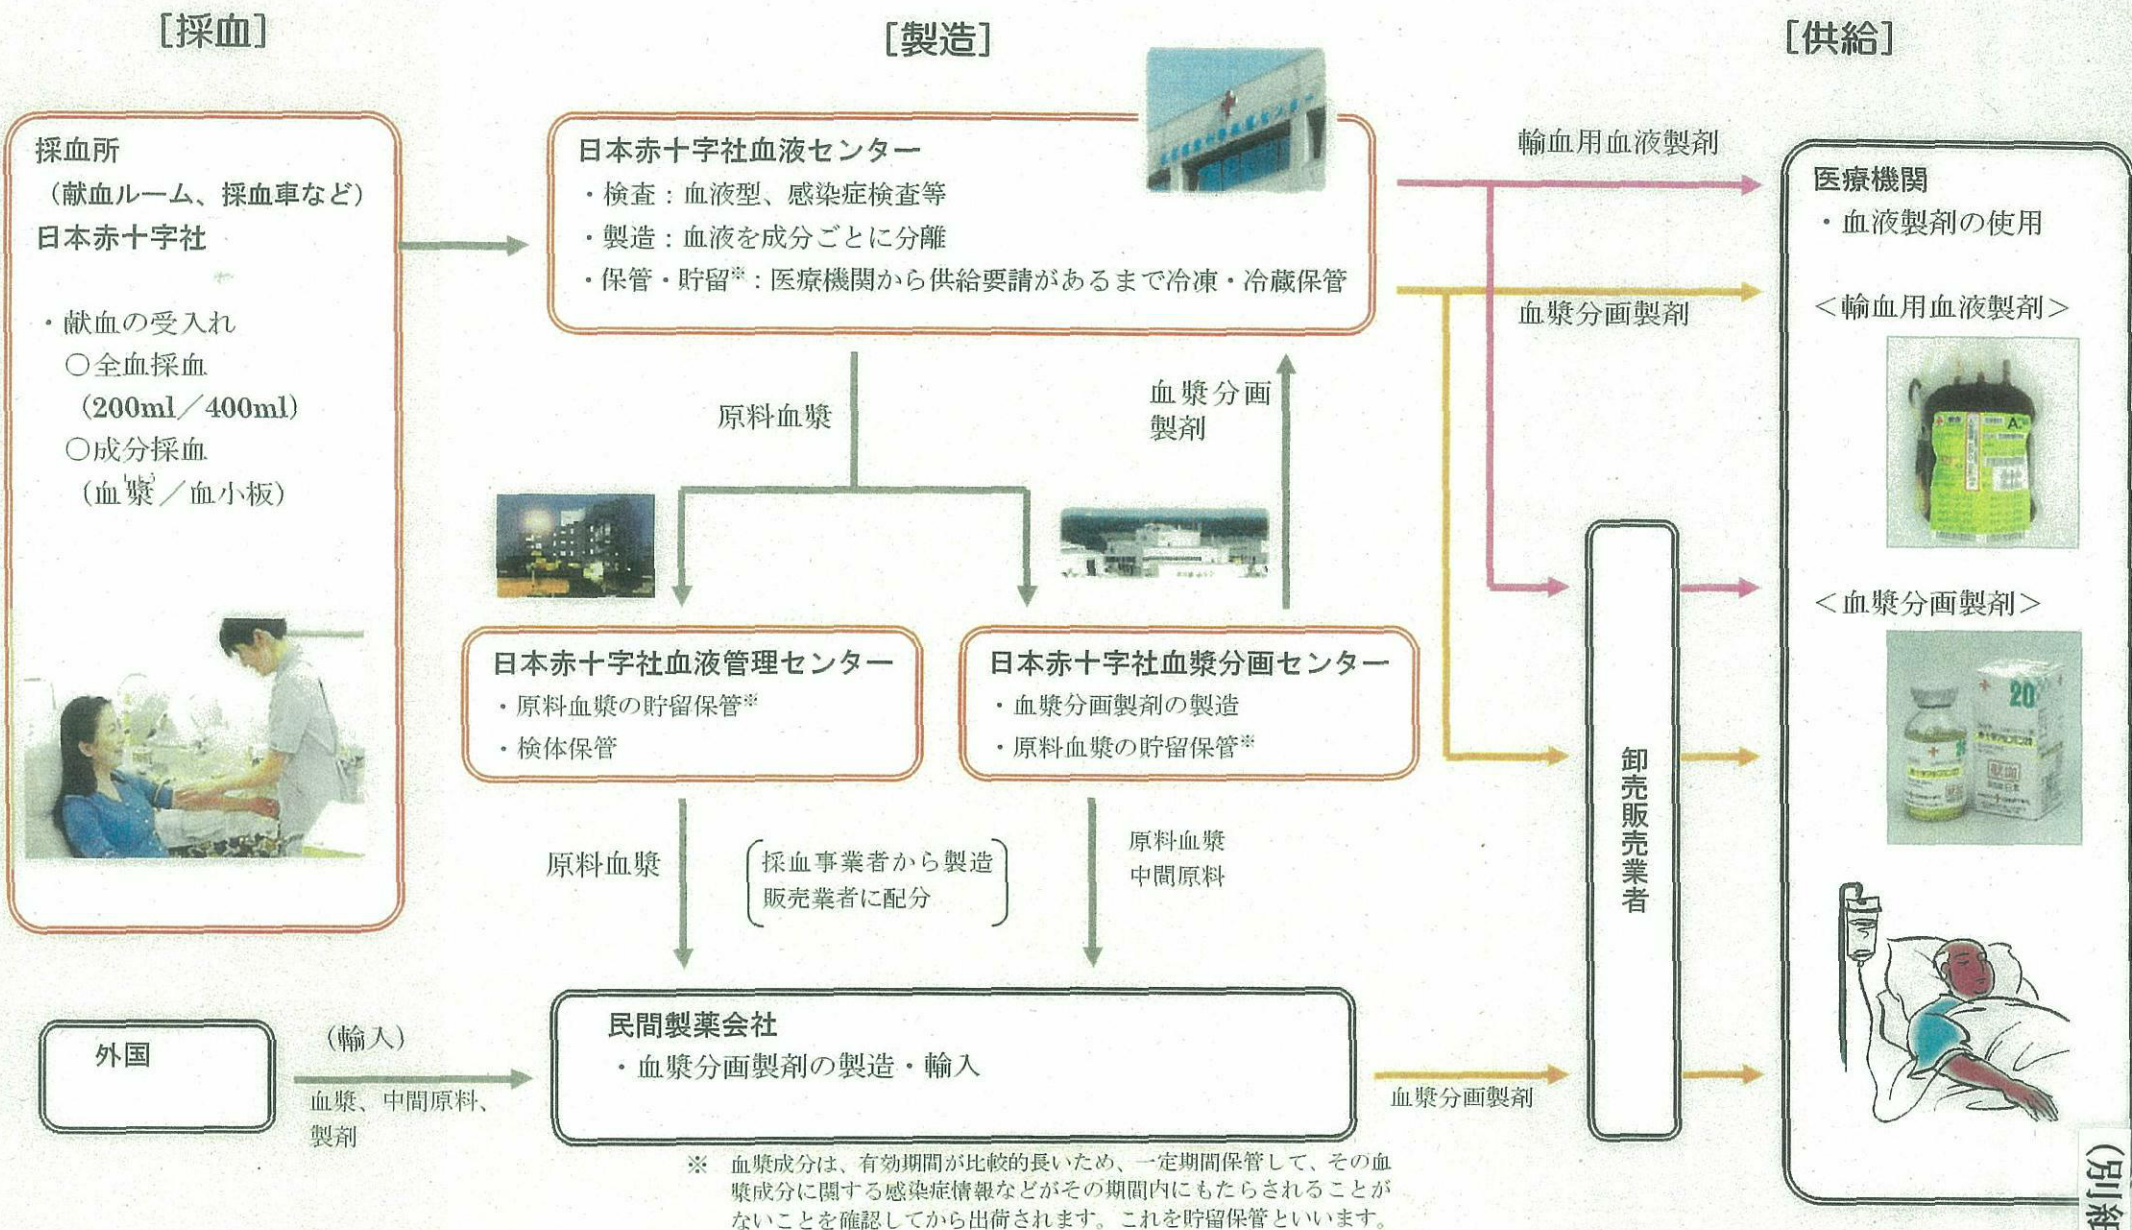 ［採血］
［製造］
［供給］
採血所
（献血ルーム、採血車など）
日本赤十字社
・献血の受入れ
○全血採血
（200ml／400ml）
○成分採血
（血漿／血小板）
日本赤十字社血液センター
・検査：血液型、感染症検査等
・製造：血液を成分ごとに分離
・保管・貯留※：医療機関から供給要請があるまで冷凍・冷蔵保管
輸血用血液製剤
血漿分画製剤
原料血漿
血漿分画
製剤
日本赤十字社血液管理センター
・原料血漿の貯留保管※
・検体保管
日本赤十字社血漿分画センター
・血漿分画製剤の製造
・原料血漿の貯留保管※
原料血漿
採血事業者から製造
販売業者に配分
原料血漿
中間原料
外国
（輸入）
血漿、中間原料、
製剤
民間製薬会社
・血漿分画製剤の製造・輸入
血漿分画製剤
卸売販売業者
医療機関
・血液製剤の使用
＜輸血用血液製剤＞
A
＜血漿分画製剤＞
20
献血
※　血漿成分は、有効期間が比較的長いため、一定期間保管して、その血
漿成分に関する感染症情報などがその期間内にもたらされることが
ないことを確認してから出荷されます。これを貯留保管といいます。
（別紙